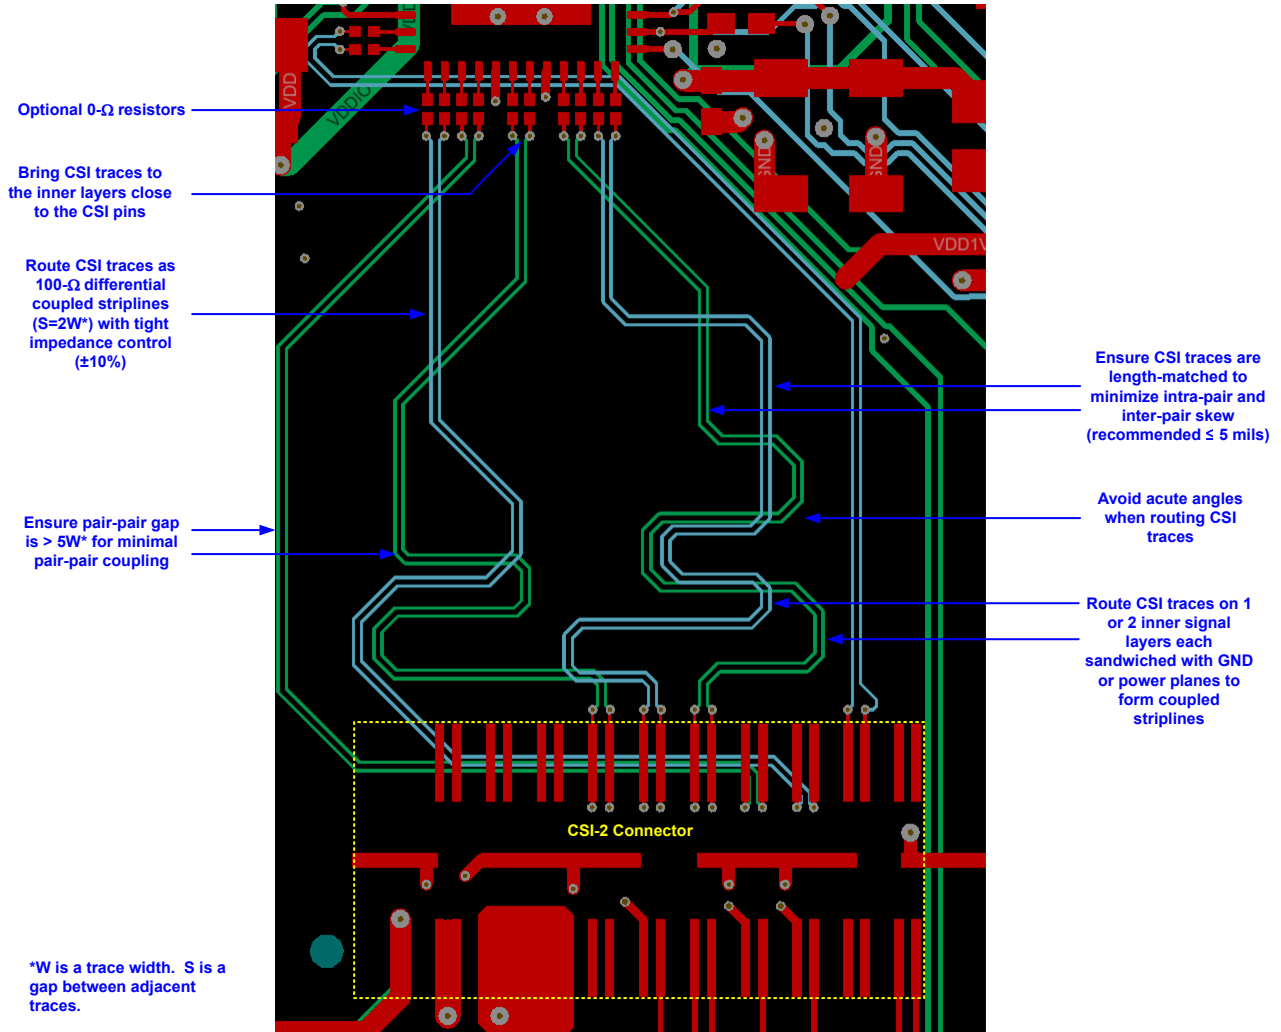 VDD
VDDIO
Optional 0-Ω resistors
Bring CSI traces to
the inner layers close
to the CSI pins
GND
GND
VDD1V
Route CSI traces as
100-Ω differential
coupled striplines
(S=2W*) with tight
impedance control
(±10%)
Ensure CSI traces are
length-matched to
minimize intra-pair and
inter-pair skew
(recommended ≤ 5 mils)
Ensure pair-pair gap
is > 5W* for minimal
pair-pair coupling
Avoid acute angles
when routing CSI
traces
Route CSI traces on 1
or 2 inner signal
layers each
sandwiched with GND
or power planes to
form coupled
striplines
CSI-2 Connector
*W is a trace width. S is a
gap between adjacent
traces.